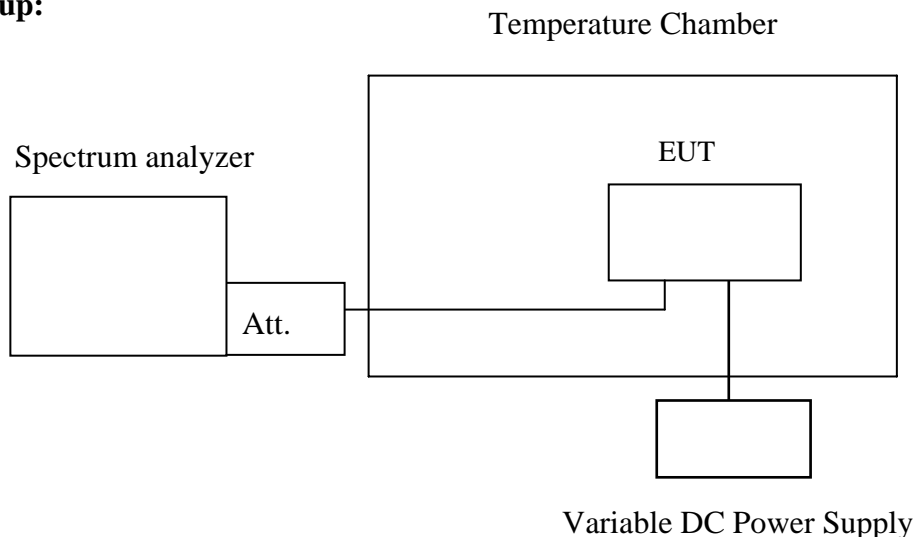 up:
Temperature Chamber
Spectrum analyzer
EUT
Att.
Variable DC Power Supply